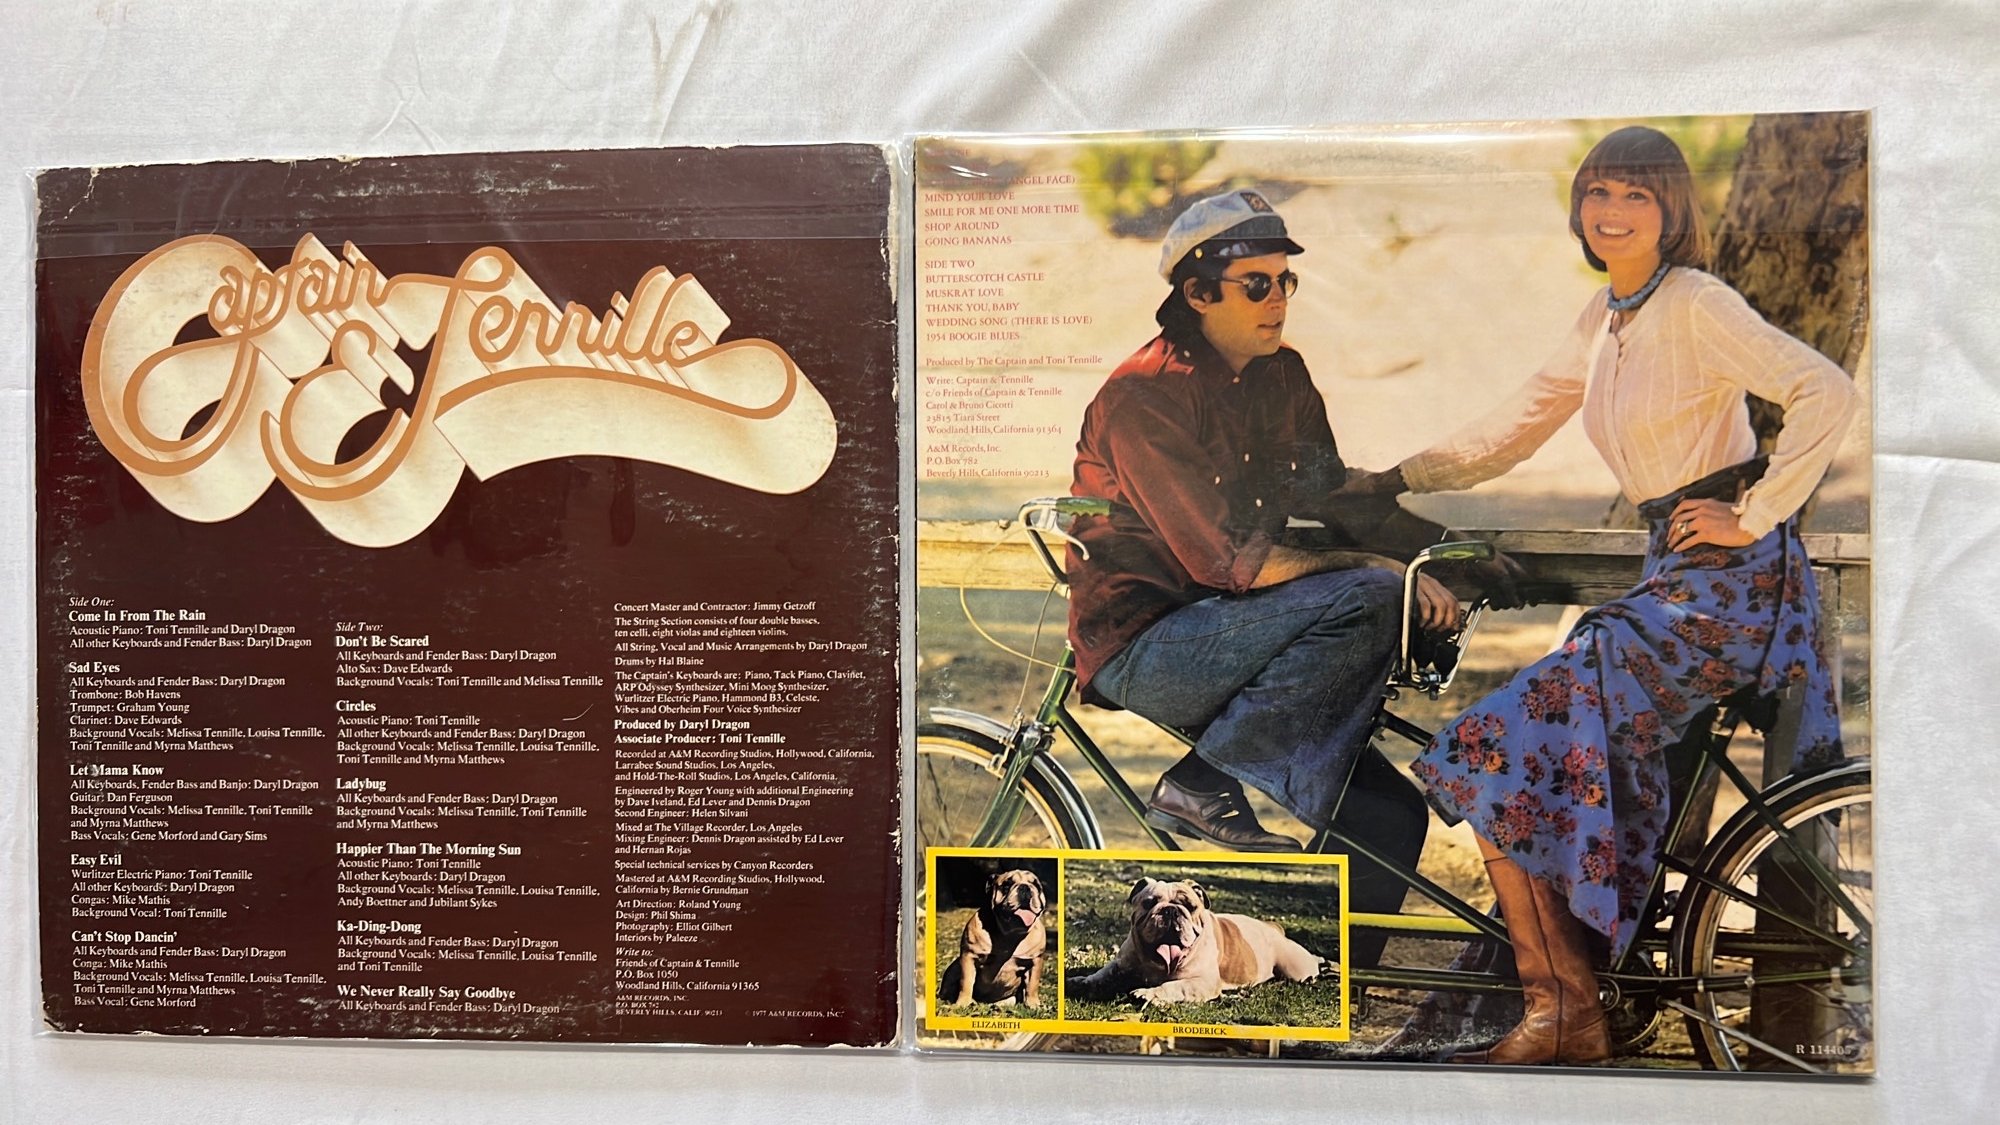 Captain
& Tennille
Side One:
Come In From The Rain
Acoustic Piano: Toni Tennille and Daryl Dragon
All other Keyboards and Fender Bass: Daryl Dragon
Sad Eyes
All Keyboards and Fender Bass: Daryl Dragon
Trombone: Bob Havens
Trumpet: Graham Young
Clarinet: Dave Edwards
Background Vocals: Melissa Tennille, Louisa Tennille,
Toni Tennille and Myrna Matthews
Let Mama Know
All Keyboards, Fender Bass and Banjo: Daryl Dragon
Guitar: Dan Ferguson
Background Vocals: Melissa Tennille, Toni Tennille
and Myrna Matthews
Bass Vocals: Gene Morford and Gary Sims
Easy Evil
Wurlitzer Electric Piano: Toni Tennille
All other Keyboards: Daryl Dragon
Congas: Mike Mathis
Background Vocal: Toni Tennille
Can't Stop Dancin'
All Keyboards and Fender Bass: Daryl Dragon
Conga: Mike Mathis
Background Vocals: Melissa Tennille, Louisa Tennille,
Toni Tennille and Myrna Matthews
Bass Vocal: Gene Morford
Side Two:
Don't Be Scared
All Keyboards and Fender Bass: Daryl Dragon
Alto Sax: Dave Edwards
Background Vocals: Toni Tennille and Melissa Tennille
Circles
Acoustic Piano: Toni Tennille
All other Keyboards and Fender Bass: Daryl Dragon
Background Vocals: Melissa Tennille, Louisa Tennille,
Toni Tennille and Myrna Matthews
Ladybug
All Keyboards and Fender Bass: Daryl Dragon
Background Vocals: Melissa Tennille, Toni Tennille
and Myrna Matthews
Happier Than The Morning Sun
Acoustic Piano: Toni Tennille
All other Keyboards: Daryl Dragon
Background Vocals: Melissa Tennille, Louisa Tennille,
Andy Boettner and Jubilant Sykes
Ka-Ding-Dong
All Keyboards and Fender Bass: Daryl Dragon
Background Vocals: Melissa Tennille, Louisa Tennille
and Toni Tennille
We Never Really Say Goodbye
All Keyboards and Fender Bass: Daryl Dragon
Concert Master and Contractor: Jimmy Getzoff
The String Section consists of four double basses,
ten celli, eight violas and eighteen violins.
All String, Vocal and Music Arrangements by Daryl Dragon
Drums by Hal Blaine
The Captain's Keyboards are: Piano, Tack Piano, Clavinet,
ARP Odyssey Synthesizer, Mini Moog Synthesizer,
Wurlitzer Electric Piano, Hammond B3, Celeste,
Vibes and Oberheim Four Voice Synthesizer
Produced by Daryl Dragon
Associate Producer: Toni Tennille
Recorded at A&M Recording Studios, Hollywood, California,
Larrabee Sound Studios, Los Angeles,
and Hold-The-Roll Studios, Los Angeles, California.
Engineered by Roger Young with additional Engineering
by Dave Iveland, Ed Lever and Dennis Dragon
Second Engineer: Helen Silvani
Mixed at The Village Recorder, Los Angeles
Mixing Engineer: Dennis Dragon assisted by Ed Lever
and Hernan Rojas
Special technical services by Canyon Recorders
Mastered at A&M Recording Studios, Hollywood,
California by Bernie Grundman
Art Direction: Roland Young
Design: Phil Shima
Photography: Elliot Gilbert
Interiors by Paleeze
Write to:
Friends of Captain & Tennille
P.O. Box 1050
Woodland Hills, California 91365
A&M RECORDS, INC.
P.O. BOX 782
BEVERLY HILLS, CALIF. 90213
© 1977 A&M RECORDS, INC.
ANGEL FACE)
MIND YOUR LOVE
SMILE FOR ME ONE MORE TIME
SHOP AROUND
GOING BANANAS
SIDE TWO
BUTTERSCOTCH CASTLE
MUSKRAT LOVE
THANK YOU, BABY
WEDDING SONG (THERE IS LOVE)
1954 BOOGIE BLUES
Produced by The Captain and Toni Tennille
Write: Captain & Tennille
c/o Friends of Captain & Tennille
Carol & Bruno Cicotti
23815 Tiara Street
Woodland Hills, California 91364
A&M Records, Inc.
P.O. Box 782
Beverly Hills, California 90213
ELIZABETH
BRODERICK
R 114405